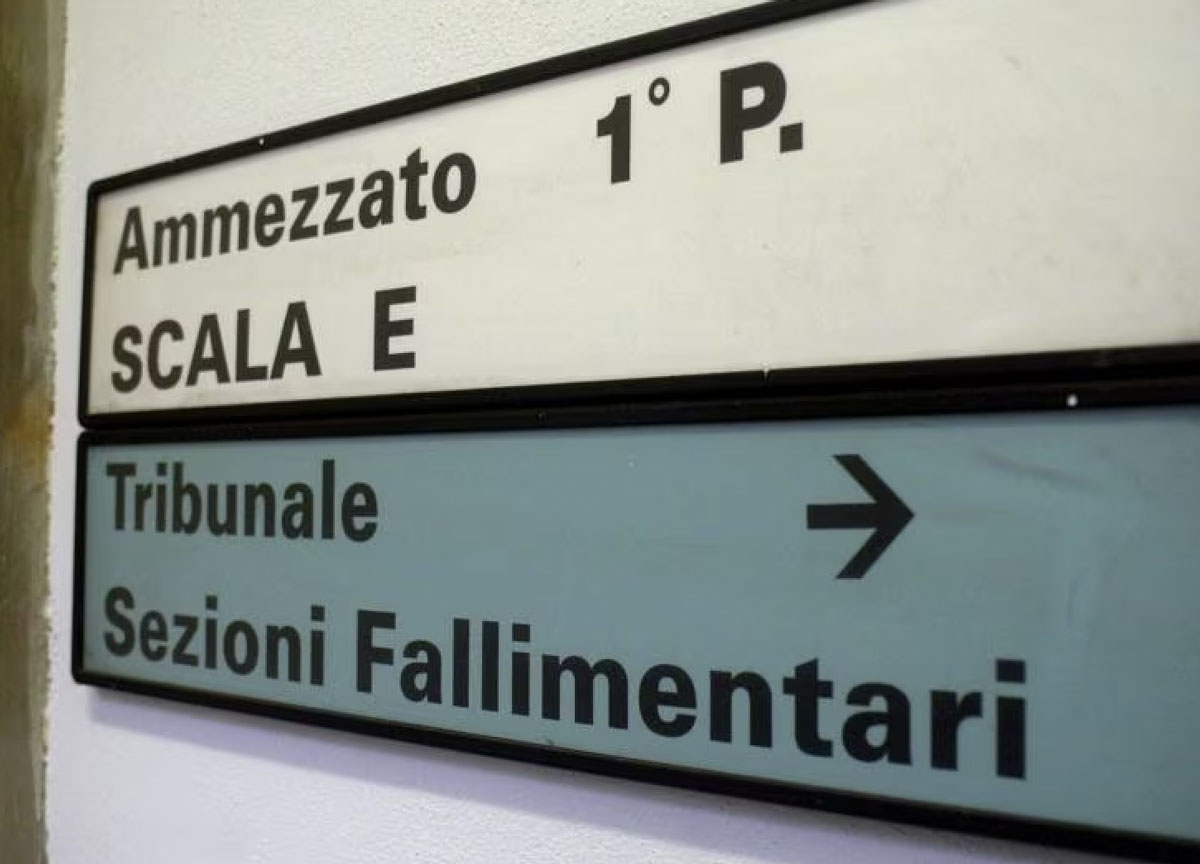 Ammezzato 1° P.
SCALA E
Tribunale →
Sezioni Fallimentari